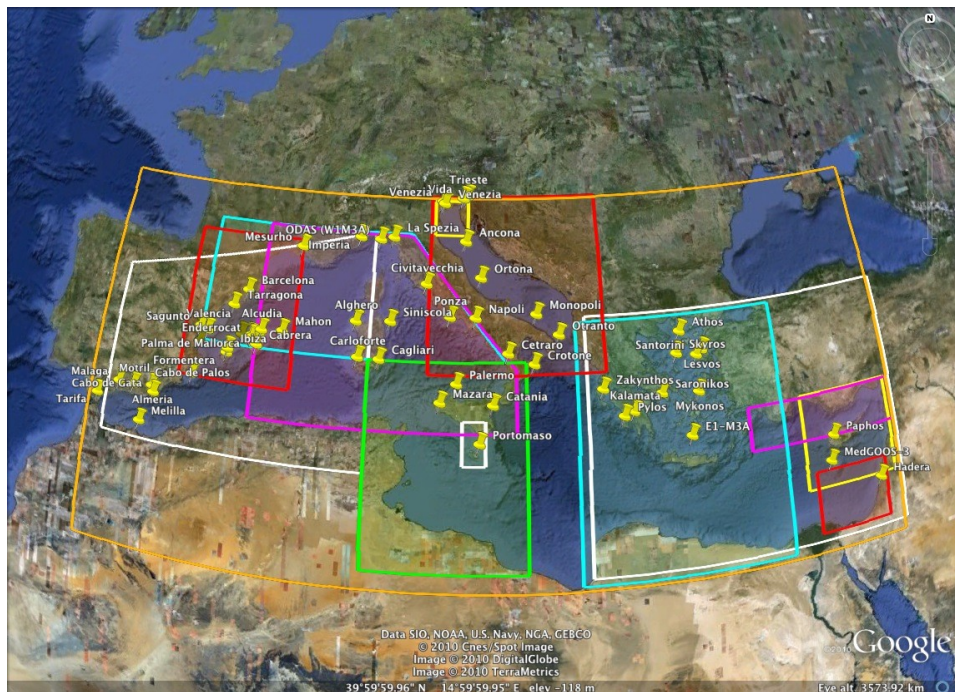 N
Trieste
Venezia
Vida
Venezia
ODAS (W1M3A)
La Spezia
Mesurho
Imperia
Ancona
Civitavecchia
Ortona
Barcelona
Tarragona
Ponza
Alghero
Siniscola
Napoli
Monopoli
Sagunto
Valencia
Alcudia
Mahon
Athos
Enderrocat
Ibiza
Cabrera
Otranto
Palma de Mallorca
Carloforte
Cagliari
Cetraro
Crotone
Santorini
Skyros
Lesvos
Formentera
Malaga
Motril
Cabo de Palos
Cabo de Gata
Palermo
Zakynthos
Saronikos
Tarifa
Almeria
Mazara
Catania
Kalamata
Pylos
Mykonos
Melilla
Portomaso
E1-M3A
Paphos
MedGOOS-3
Hadera
Data SIO, NOAA, U.S. Navy, NGA, GEBCO
© 2010 Cnes/Spot Image
Image © 2010 DigitalGlobe
Image © 2010 TerraMetrics
©2010 Google
39°59'59.96" N 14°59'59.95" E elev -118 m
Eye alt 3573.92 km